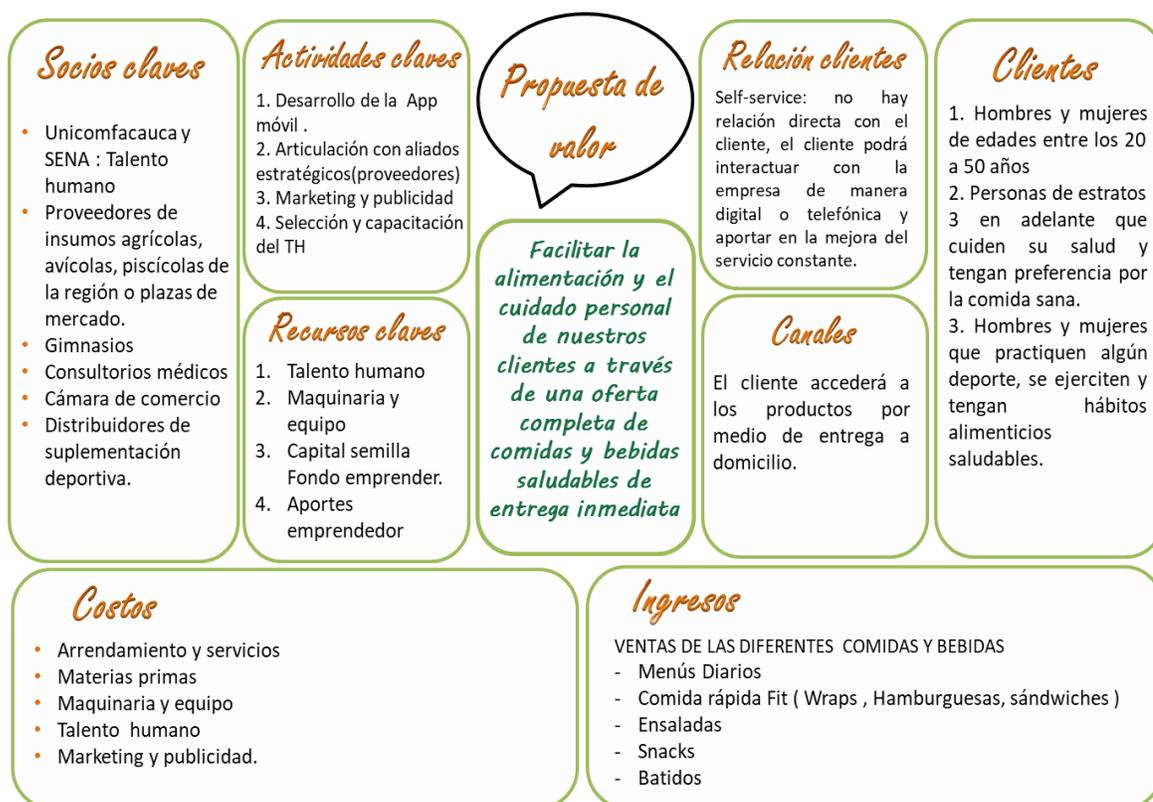 Socios claves
• Unicomfacauca y
SENA : Talento
humano
• Proveedores de
insumos agrícolas,
avícolas, piscícolas de
la región o plazas de
mercado.
• Gimnasios
• Consultorios médicos
• Cámara de comercio
• Distribuidores de
suplementación
deportiva.
Actividades claves
1. Desarrollo de la App
móvil .
2. Articulación con aliados
estratégicos(proveedores)
3. Marketing y publicidad
4. Selección y capacitación
del TH
Recursos claves
1. Talento humano
2. Maquinaria y
equipo
3. Capital semilla
Fondo emprender.
4. Aportes
emprendedor
Propuesta de
valor
Facilitar la
alimentación y el
cuidado personal
de nuestros
clientes a través
de una oferta
completa de
comidas y bebidas
saludables de
entrega inmediata
Relación clientes
Self-service: no hay
relación directa con el
cliente, el cliente podrá
interactuar con la
empresa de manera
digital o telefónica y
aportar en la mejora del
servicio constante.
Canales
El cliente accederá a
los productos por
medio de entrega a
domicilio.
Clientes
1. Hombres y mujeres
de edades entre los 20
a 50 años
2. Personas de estratos
3 en adelante que
cuiden su salud y
tengan preferencia por
la comida sana.
3. Hombres y mujeres
que practiquen algún
deporte, se ejerciten y
tengan hábitos
alimenticios
saludables.
Costos
• Arrendamiento y servicios
• Materias primas
• Maquinaria y equipo
• Talento humano
• Marketing y publicidad.
Ingresos
VENTAS DE LAS DIFERENTES COMIDAS Y BEBIDAS
- Menús Diarios
- Comida rápida Fit ( Wraps , Hamburguesas, sándwiches )
- Ensaladas
- Snacks
- Batidos